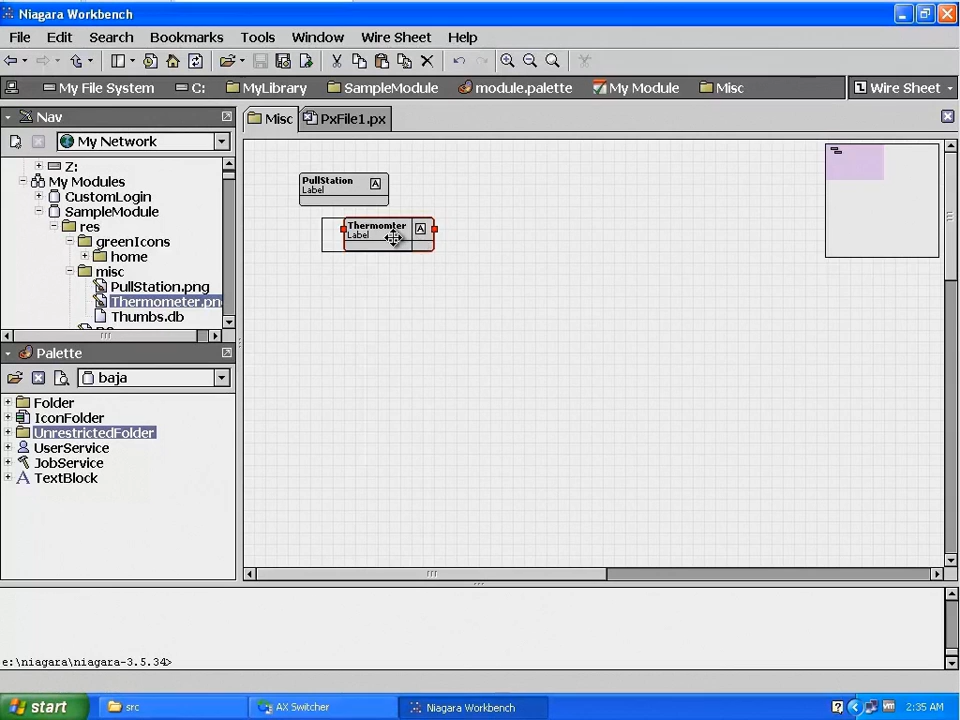 Niagara Workbench
File Edit Search Bookmarks Tools Window Wire Sheet Help
My File System C: MyLibrary SampleModule module.palette My Module Misc Wire Sheet
Nav
My Network
Z:
My Modules
CustomLogin
SampleModule
res
greenIcons
home
misc
PullStation.png
Thermometer.pn
Thumbs.db
Palette
baja
Folder
IconFolder
UnrestrictedFolder
UserService
JobService
TextBlock
Misc PxFile1.px
PullStation
Label
A
Thermomter
Label
A
e:\niagara\niagara-3.5.34>
start src AX Switcher Niagara Workbench 2:35 AM